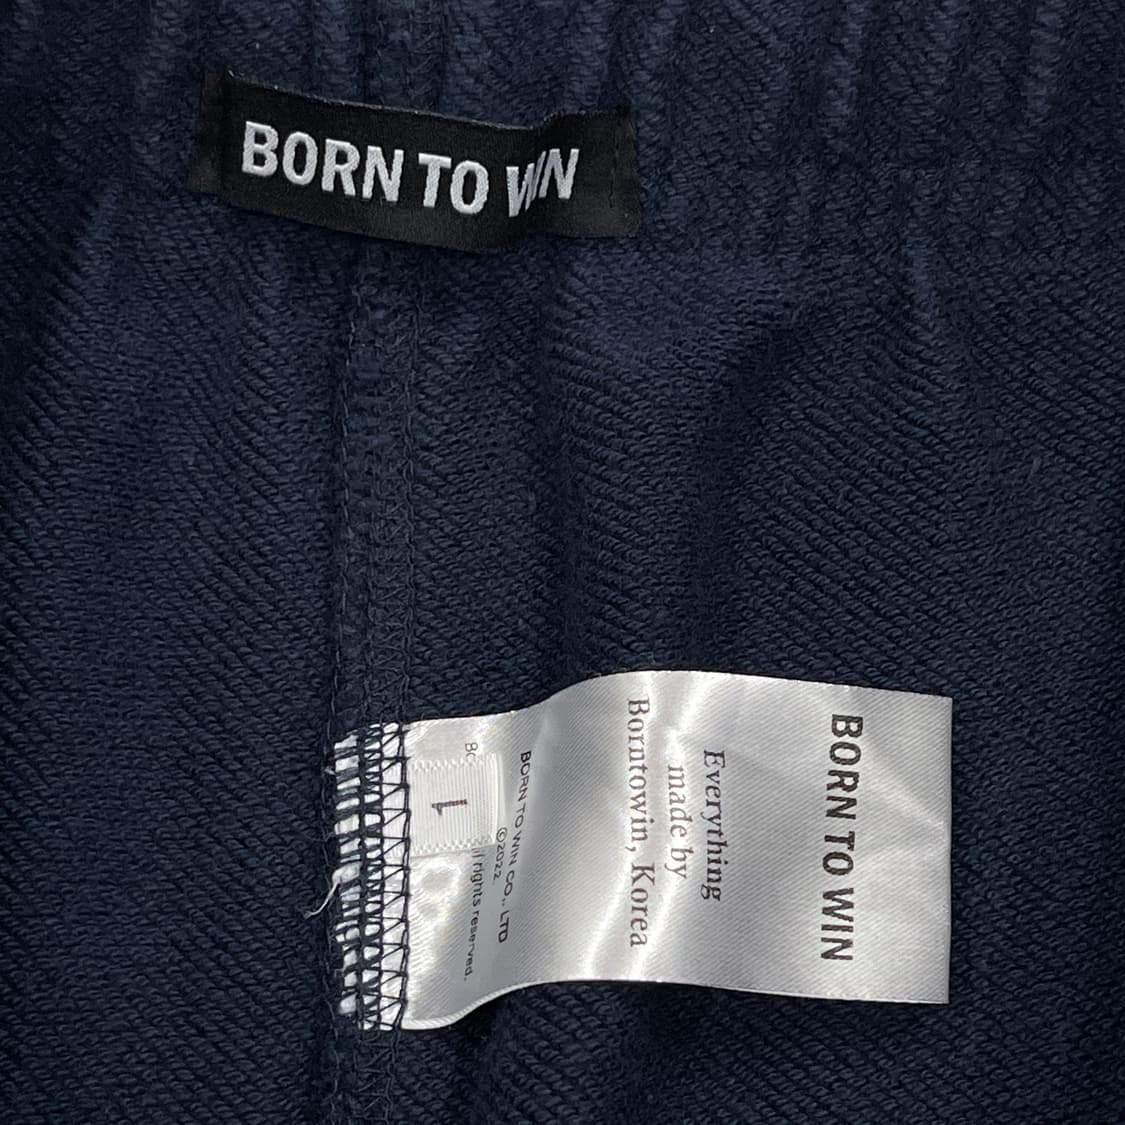 BORN TO WIN
BORN TO WIN
Everything
made by
Borntowin, Korea
BORN TO WIN CO., LTD
©2022.
rights reserved.
1